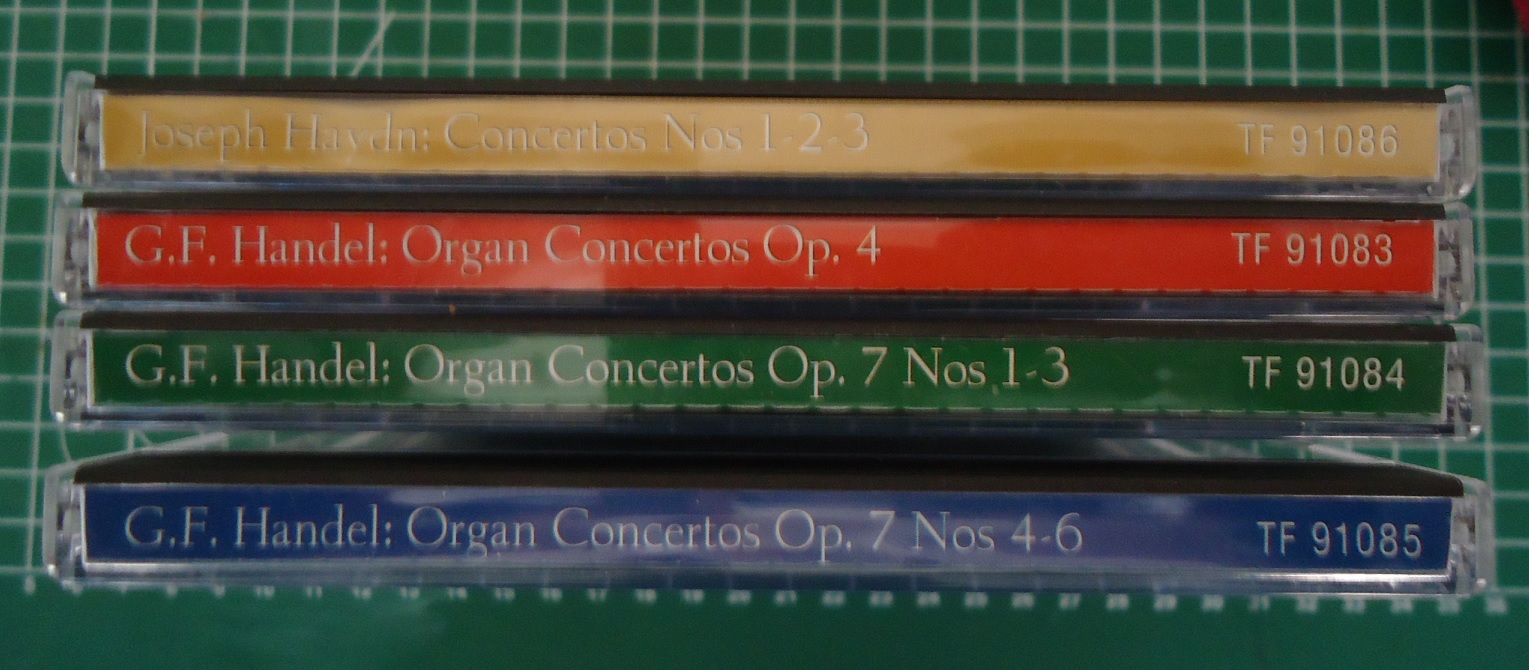 Joseph Haydn: Concertos Nos 1-2-3 TF 91086
G.F. Handel: Organ Concertos Op. 4 TF 91083
G.F. Handel: Organ Concertos Op. 7 Nos 1-3 TF 91084
G.F. Handel: Organ Concertos Op. 7 Nos 4-6 TF 91085